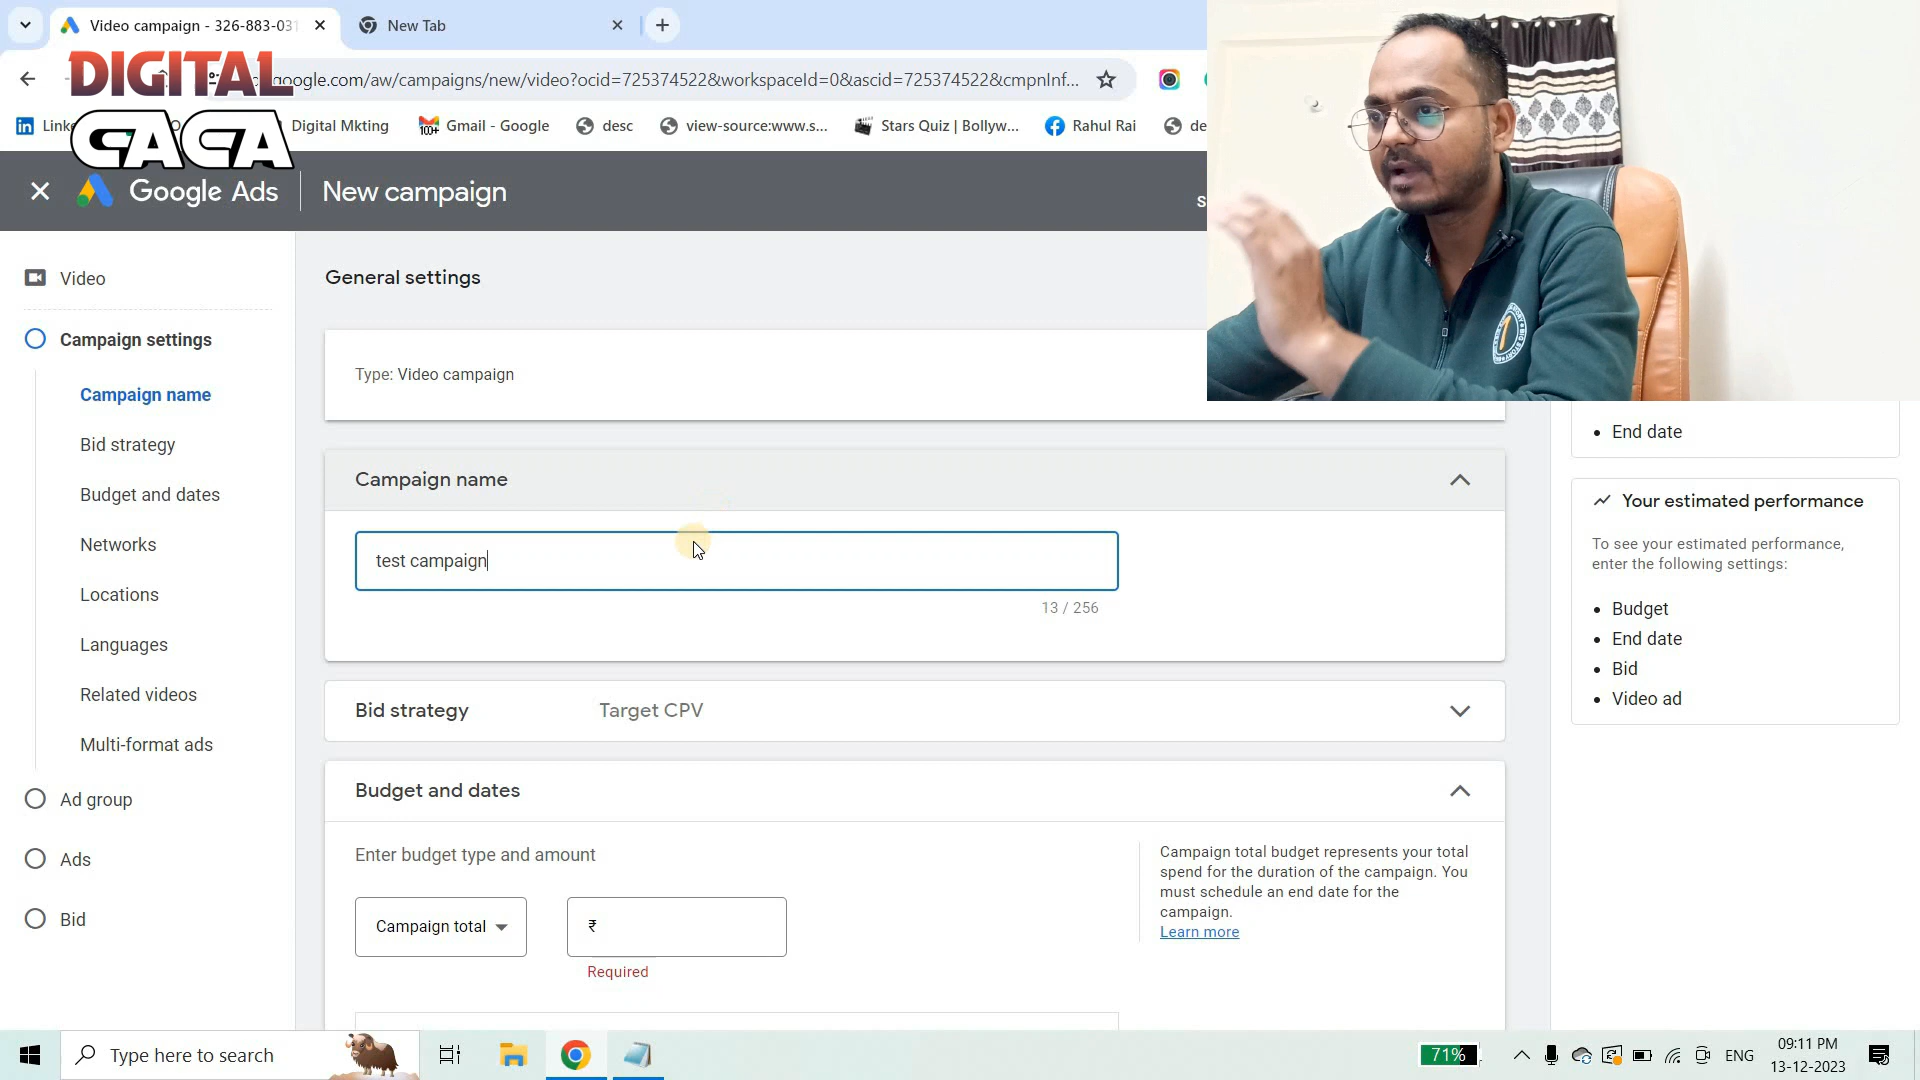 Video campaign - 326-883-031
New Tab
DIGITAL
CACA
google.com/aw/campaigns/new/video?ocid=725374522&workspaceId=0&ascid=725374522&cmpnInf...
Digital Mkting
Gmail - Google
desc
view-source:www.s...
Stars Quiz | Bollyw...
Rahul Rai
de
Google Ads
New campaign
Video
Campaign settings
Campaign name
Bid strategy
Budget and dates
Networks
Locations
Languages
Related videos
Multi-format ads
Ad group
Ads
Bid
General settings
Type: Video campaign
Campaign name
test campaign
13 / 256
Bid strategy
Target CPV
Budget and dates
Enter budget type and amount
Campaign total
₹
Required
Campaign total budget represents your total
spend for the duration of the campaign. You
must schedule an end date for the
campaign.
Learn more
End date
Your estimated performance
To see your estimated performance,
enter the following settings:
Budget
End date
Bid
Video ad
Type here to search
71%
ENG
09:11 PM
13-12-2023